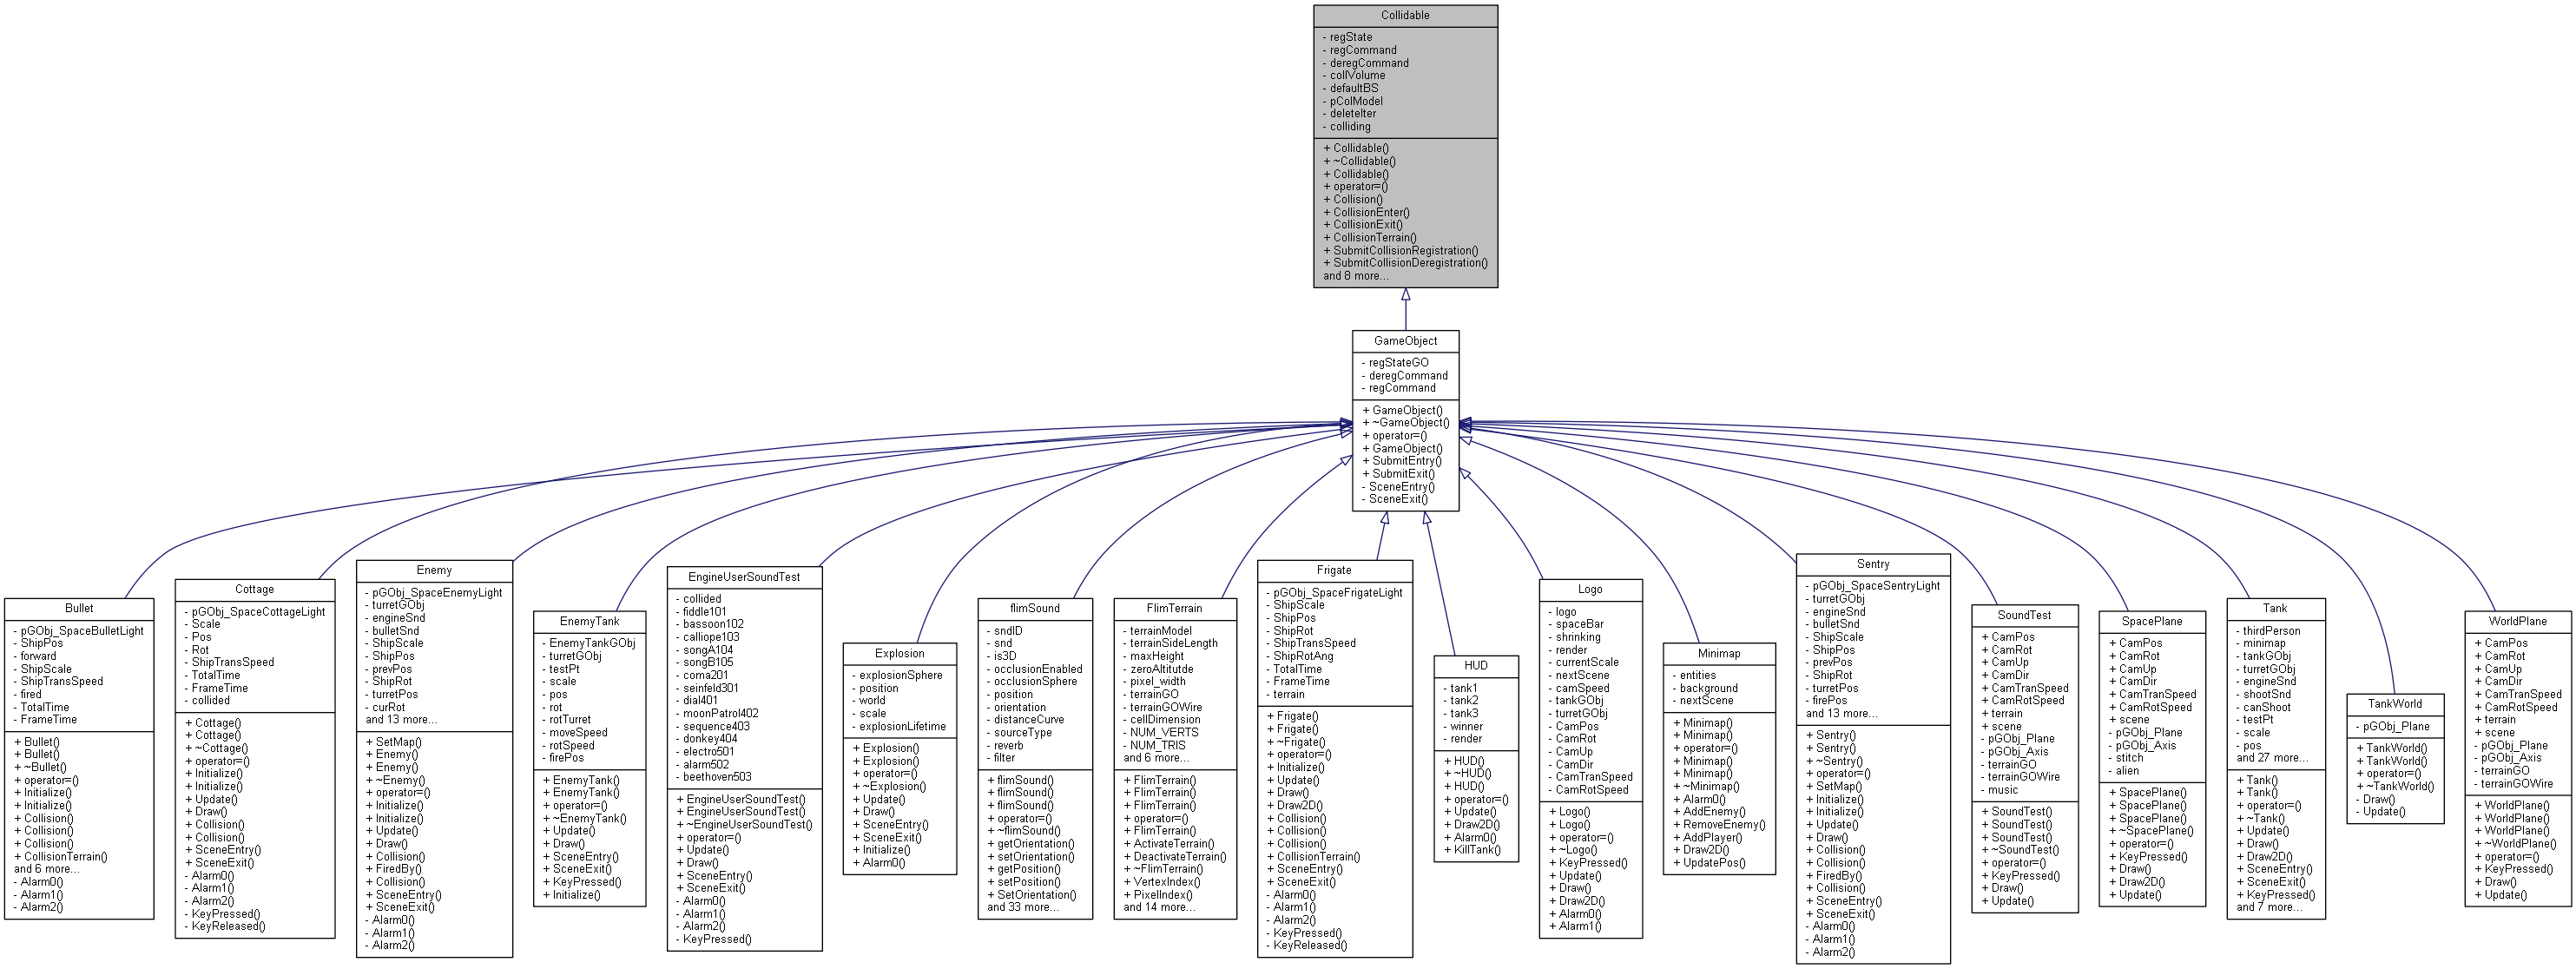 Collidable
- regState
- regCommand
- deregCommand
- collVolume
- defaultBS
- pColModel
- deleteIter
- colliding
+ Collidable()
+ ~Collidable()
+ Collidable()
+ operator=()
+ Collision()
+ CollisionEnter()
+ CollisionExit()
+ CollisionTerrain()
+ SubmitCollisionRegistration()
+ SubmitCollisionDeregistration()
and 8 more...
GameObject
- regStateGO
- deregCommand
- regCommand
+ GameObject()
+ ~GameObject()
+ operator=()
+ GameObject()
+ SubmitEntry()
+ SubmitExit()
- SceneEntry()
- SceneExit()
Bullet
- pGObj_SpaceBulletLight
- ShipPos
- forward
- ShipScale
- ShipTransSpeed
- fired
- TotalTime
- FrameTime
+ Bullet()
+ Bullet()
+ ~Bullet()
+ operator=()
+ Initialize()
+ Initialize()
+ Collision()
+ Collision()
+ Collision()
+ CollisionTerrain()
and 6 more...
- Alarm0()
- Alarm1()
- Alarm2()
Cottage
- pGObj_SpaceCottageLight
- Scale
- Pos
- Rot
- ShipTransSpeed
- TotalTime
- FrameTime
- collided
+ Cottage()
+ Cottage()
+ ~Cottage()
+ operator=()
+ Initialize()
+ Initialize()
+ Update()
+ Draw()
+ Collision()
+ Collision()
+ SceneEntry()
+ SceneExit()
- Alarm0()
- Alarm1()
- Alarm2()
- KeyPressed()
- KeyReleased()
Enemy
- pGObj_SpaceEnemyLight
- turretGObj
- engineSnd
- bulletSnd
- ShipScale
- ShipPos
- prevPos
- ShipRot
- turretPos
- curRot
and 13 more...
+ SetMap()
+ Enemy()
+ Enemy()
+ ~Enemy()
+ operator=()
+ Initialize()
+ Initialize()
+ Update()
+ Draw()
+ Collision()
+ FiredBy()
+ Collision()
+ SceneEntry()
+ SceneExit()
- Alarm0()
- Alarm1()
- Alarm2()
EnemyTank
- EnemyTankGObj
- turretGobj
- testPt
- scale
- pos
- rot
- rotTurret
- moveSpeed
- rotSpeed
- firePos
+ EnemyTank()
+ EnemyTank()
+ operator=()
+ ~EnemyTank()
+ Update()
+ Draw()
+ SceneEntry()
+ SceneExit()
+ KeyPressed()
+ Initialize()
EngineUserSoundTest
- collided
- fiddle101
- bassoon102
- calliope103
- songA104
- songB105
- coma201
- seinfeld301
- dial401
- moonPatrol402
- sequence403
- donkey404
- electro501
- alarm502
- beethoven503
+ EngineUserSoundTest()
+ EngineUserSoundTest()
+ ~EngineUserSoundTest()
+ operator=()
+ Update()
+ Draw()
+ SceneEntry()
+ SceneExit()
- Alarm0()
- Alarm1()
- Alarm2()
- KeyPressed()
Explosion
- explosionSphere
- position
- world
- scale
- explosionLifetime
+ Explosion()
+ Explosion()
+ operator=()
+ ~Explosion()
+ Update()
+ Draw()
+ SceneEntry()
+ SceneExit()
+ Initialize()
+ Alarm0()
flimSound
- sndID
- snd
- is3D
- occlusionEnabled
- occlusionSphere
- position
- orientation
- distanceCurve
- sourceType
- reverb
- filter
+ flimSound()
+ flimSound()
+ flimSound()
+ operator=()
+ ~flimSound()
+ getOrientation()
+ setOrientation()
+ getPosition()
+ setPosition()
+ SetOrientation()
and 33 more...
FlimTerrain
- terrainModel
- terrainSideLength
- maxHeight
- zeroAltitutde
- pixel_width
- terrainGO
- terrainGOWire
- cellDimension
- NUM_VERTS
- NUM_TRIS
and 6 more...
+ FlimTerrain()
+ FlimTerrain()
+ FlimTerrain()
+ operator=()
+ FlimTerrain()
+ ActivateTerrain()
+ DeactivateTerrain()
+ ~FlimTerrain()
+ VertexIndex()
+ PixelIndex()
and 14 more...
Frigate
- pGObj_SpaceFrigateLight
- ShipScale
- ShipPos
- ShipRot
- ShipTransSpeed
- ShipRotAng
- TotalTime
- FrameTime
- terrain
+ Frigate()
+ Frigate()
+ ~Frigate()
+ operator=()
+ Initialize()
+ Update()
+ Draw()
+ Draw2D()
+ Collision()
+ Collision()
+ Collision()
+ CollisionTerrain()
+ SceneEntry()
+ SceneExit()
- Alarm0()
- Alarm1()
- Alarm2()
- KeyPressed()
- KeyReleased()
HUD
- tank1
- tank2
- tank3
- winner
- render
+ HUD()
+ ~HUD()
+ HUD()
+ operator=()
+ Update()
+ Draw2D()
+ Alarm0()
+ KillTank()
Logo
- logo
- spaceBar
- shrinking
- render
- currentScale
- nextScene
- camSpeed
- tankGObj
- turretGObj
- CamPos
- CamRot
- CamUp
- CamDir
- CamTranSpeed
- CamRotSpeed
+ Logo()
+ Logo()
+ operator=()
+ ~Logo()
+ KeyPressed()
+ Update()
+ Draw()
+ Draw2D()
+ Alarm0()
+ Alarm1()
Minimap
- entities
- background
- nextScene
+ Minimap()
+ Minimap()
+ operator=()
+ Minimap()
+ Minimap()
+ ~Minimap()
+ Alarm0()
+ AddEnemy()
+ RemoveEnemy()
+ AddPlayer()
+ Draw2D()
+ UpdatePos()
Sentry
- pGObj_SpaceSentryLight
- turretGObj
- engineSnd
- bulletSnd
- ShipScale
- ShipPos
- prevPos
- ShipRot
- turretPos
- firePos
and 13 more...
+ Sentry()
+ Sentry()
+ ~Sentry()
+ operator=()
+ SetMap()
+ Initialize()
+ Initialize()
+ Update()
+ Draw()
+ Collision()
+ Collision()
+ FiredBy()
+ Collision()
+ SceneEntry()
+ SceneExit()
- Alarm0()
- Alarm1()
- Alarm2()
SoundTest
+ CamPos
+ CamRot
+ CamUp
+ CamDir
+ CamTranSpeed
+ CamRotSpeed
+ terrain
+ scene
- pGObj_Plane
- pGObj_Axis
- terrainGO
- terrainGOWire
- music
+ SoundTest()
+ SoundTest()
+ SoundTest()
+ ~SoundTest()
+ operator=()
+ KeyPressed()
+ Draw()
+ Update()
SpacePlane
+ CamPos
+ CamRot
+ CamUp
+ CamDir
+ CamTranSpeed
+ CamRotSpeed
+ scene
- pGObj_Plane
- pGObj_Axis
- stitch
- alien
+ SpacePlane()
+ SpacePlane()
+ SpacePlane()
+ ~SpacePlane()
+ operator=()
+ KeyPressed()
+ Draw()
+ Draw2D()
+ Update()
Tank
- thirdPerson
- minimap
- tankGObj
- turretGObj
- engineSnd
- shootSnd
- canShoot
- testPt
- scale
- pos
and 27 more...
+ Tank()
+ Tank()
+ operator=()
+ ~Tank()
+ Update()
+ Draw()
+ Draw2D()
+ SceneEntry()
+ SceneExit()
+ KeyPressed()
and 7 more...
TankWorld
- pGObj_Plane
+ TankWorld()
+ TankWorld()
+ operator=()
+ ~TankWorld()
- Draw()
- Update()
WorldPlane
+ CamPos
+ CamRot
+ CamUp
+ CamDir
+ CamTranSpeed
+ CamRotSpeed
+ terrain
+ scene
- pGObj_Plane
- pGObj_Axis
- terrainGO
- terrainGOWire
+ WorldPlane()
+ WorldPlane()
+ WorldPlane()
+ ~WorldPlane()
+ operator=()
+ KeyPressed()
+ Draw()
+ Update()